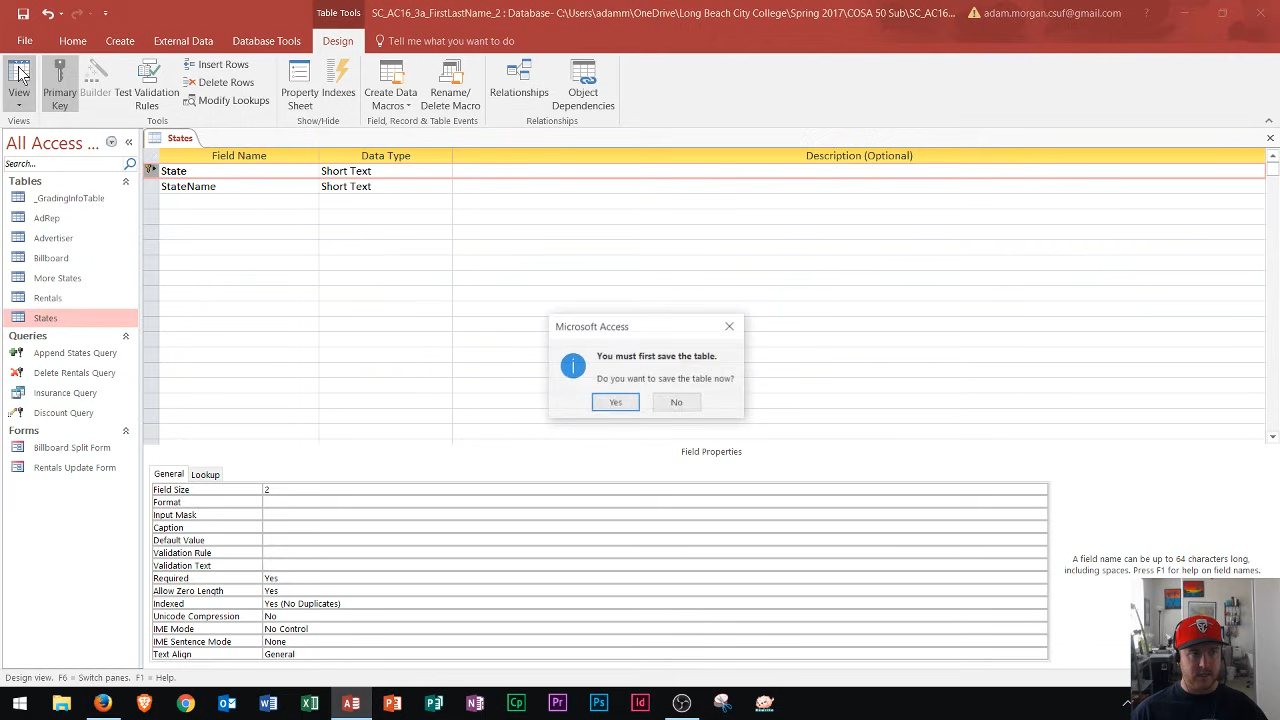 Table Tools
SC_AC16_3a_FirstLastName_2 : Database- C:\Users\adamm\OneDrive\Long Beach City College\Spring 2017\COSA 50 Sub\SC_AC16...
adam.morgan.csuf@gmail.com
File
Home
Create
External Data
Database Tools
Design
Tell me what you want to do
View
Primary
Key
Builder
Test Validation
Rules
Insert Rows
Delete Rows
Modify Lookups
Property
Sheet
Indexes
Create Data
Macros
Rename/
Delete Macro
Relationships
Object
Dependencies
Views
Tools
Show/Hide
Field, Record & Table Events
Relationships
All Access ...
Search...
Tables
_GradingInfoTable
AdRep
Advertiser
Billboard
More States
Rentals
States
Queries
Append States Query
Delete Rentals Query
Insurance Query
Discount Query
Forms
Billboard Split Form
Rentals Update Form
States
Field Name
Data Type
Description (Optional)
State
Short Text
StateName
Short Text
Microsoft Access
You must first save the table.
Do you want to save the table now?
Yes
No
Field Properties
General
Lookup
Field Size
2
Format
Input Mask
Caption
Default Value
Validation Rule
Validation Text
Required
Yes
Allow Zero Length
Yes
Indexed
Yes (No Duplicates)
Unicode Compression
No
IME Mode
No Control
IME Sentence Mode
None
Text Align
General
A field name can be up to 64 characters long,
including spaces. Press F1 for help on field names.
Design view. F6 = Switch panes. F1 = Help.